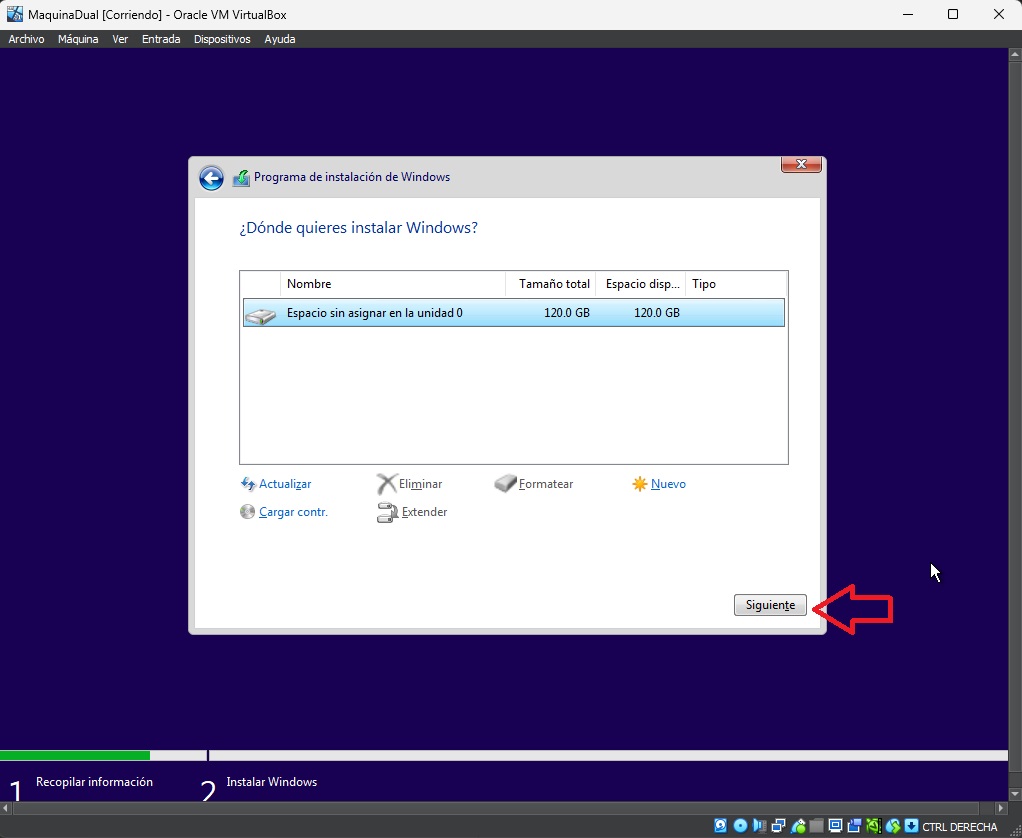 MaquinaDual [Corriendo] - Oracle VM VirtualBox
Archivo Máquina Ver Entrada Dispositivos Ayuda
Programa de instalación de Windows
¿Dónde quieres instalar Windows?
Nombre Tamaño total Espacio disp... Tipo
Espacio sin asignar en la unidad 0 120.0 GB 120.0 GB
Actualizar Eliminar Formatear Nuevo
Cargar contr. Extender
Siguiente
1 Recopilar información 2 Instalar Windows
CTRL DERECHA